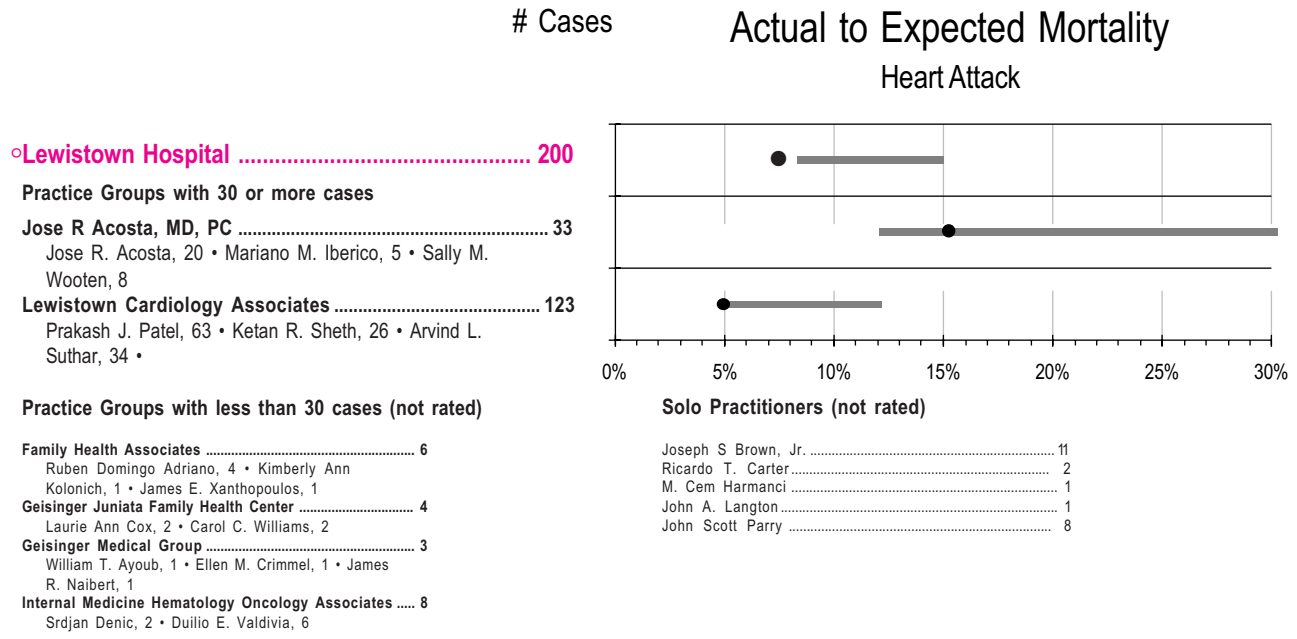 # Cases
Actual to Expected Mortality
Heart Attack
○Lewistown Hospital ................................................ 200
Practice Groups with 30 or more cases
Jose R Acosta, MD, PC ................................................................ 33
Jose R. Acosta, 20 • Mariano M. Iberico, 5 • Sally M.
Wooten, 8
Lewistown Cardiology Associates .......................................... 123
Prakash J. Patel, 63 • Ketan R. Sheth, 26 • Arvind L.
Suthar, 34 •
0% 5% 10% 15% 20% 25% 30%
Practice Groups with less than 30 cases (not rated)
Family Health Associates .......................................................... 6
Ruben Domingo Adriano, 4 • Kimberly Ann
Kolonich, 1 • James E. Xanthopoulos, 1
Geisinger Juniata Family Health Center ................................ 4
Laurie Ann Cox, 2 • Carol C. Williams, 2
Geisinger Medical Group .......................................................... 3
William T. Ayoub, 1 • Ellen M. Crimmel, 1 • James
R. Naibert, 1
Internal Medicine Hematology Oncology Associates ..... 8
Srdjan Denic, 2 • Duilio E. Valdivia, 6
Solo Practitioners (not rated)
Joseph S Brown, Jr. .................................................................... 11
Ricardo T. Carter ........................................................................ 2
M. Cem Harmanci .......................................................................... 1
John A. Langton ............................................................................. 1
John Scott Parry ......................................................................... 8